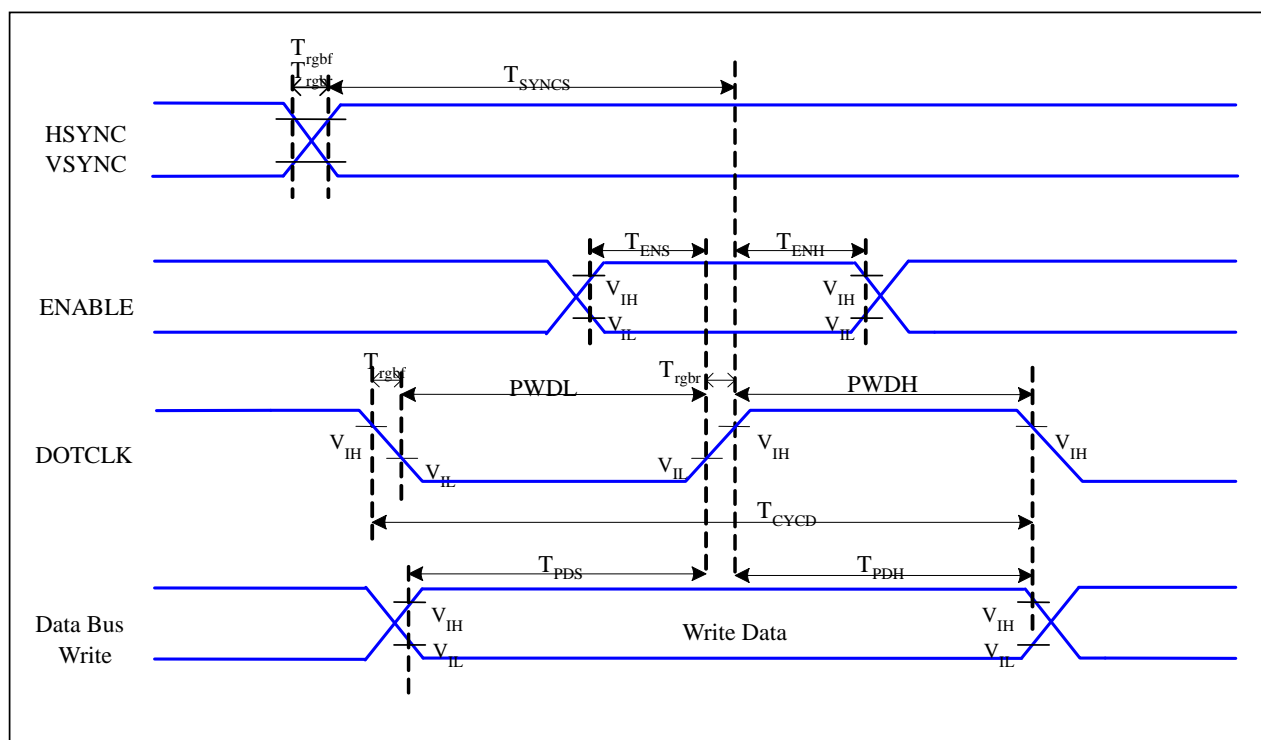 Trgbf
Trgbr
TSYNCS
HSYNC
VSYNC
TENS
TENH
ENABLE
VIH
VIH
VIL
VIL
Trgbf
PWDL
Trgbr
PWDH
DOTCLK
VIH
VIH
VIH
VIL
VIL
TCYCD
TPDS
TPDH
Data Bus
Write
VIH
Write Data
VIH
VIL
VIL